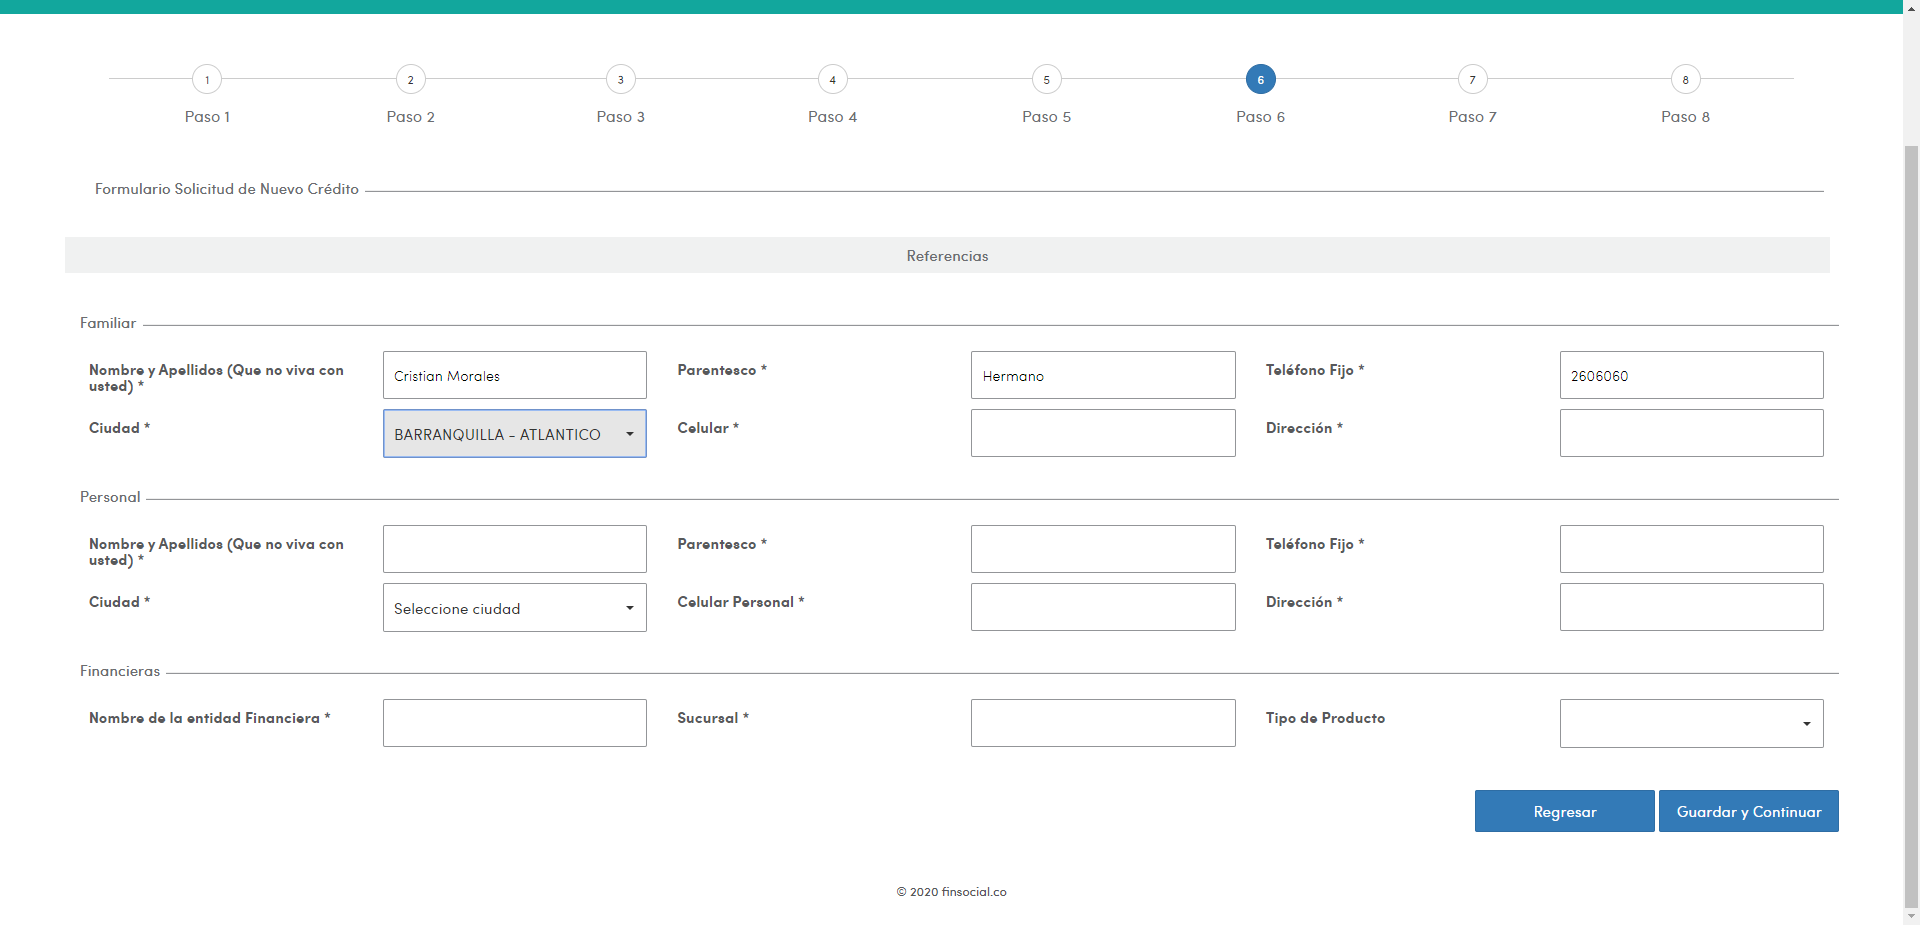 1 2 3 4 5 6 7 8
Paso 1 Paso 2 Paso 3 Paso 4 Paso 5 Paso 6 Paso 7 Paso 8
Formulario Solicitud de Nuevo Crédito
Referencias
Familiar
Nombre y Apellidos (Que no viva con
usted) *
Cristian Morales
Parentesco *
Hermano
Teléfono Fijo *
2606060
Ciudad *
BARRANQUILLA - ATLANTICO
Celular *
Dirección *
Personal
Nombre y Apellidos (Que no viva con
usted) *
Parentesco *
Teléfono Fijo *
Ciudad *
Seleccione ciudad
Celular Personal *
Dirección *
Financieras
Nombre de la entidad Financiera *
Sucursal *
Tipo de Producto
Regresar
Guardar y Continuar
© 2020 finsocial.co